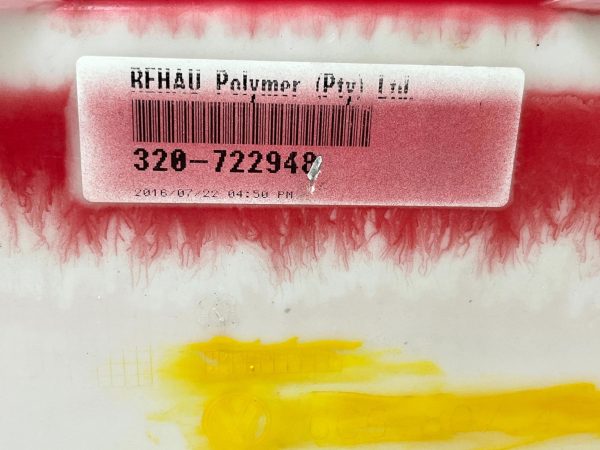 REHAU Polymer (Pty) Ltd.
320-722948
2016/07/22 04:50 PM